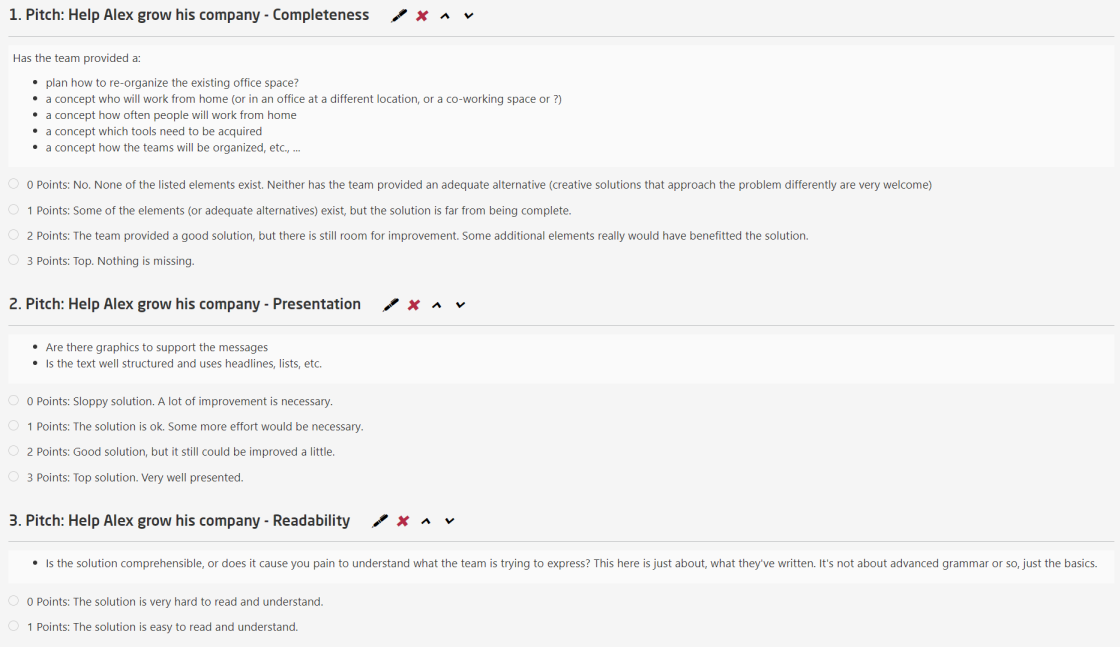 1. Pitch: Help Alex grow his company - Completeness
Has the team provided a:
• plan how to re-organize the existing office space?
• a concept who will work from home (or in an office at a different location, or a co-working space or ?)
• a concept how often people will work from home
• a concept which tools need to be acquired
• a concept how the teams will be organized, etc., ...
0 Points: No. None of the listed elements exist. Neither has the team provided an adequate alternative (creative solutions that approach the problem differently are very welcome)
1 Points: Some of the elements (or adequate alternatives) exist, but the solution is far from being complete.
2 Points: The team provided a good solution, but there is still room for improvement. Some additional elements really would have benefitted the solution.
3 Points: Top. Nothing is missing.
2. Pitch: Help Alex grow his company - Presentation
• Are there graphics to support the messages
• Is the text well structured and uses headlines, lists, etc.
0 Points: Sloppy solution. A lot of improvement is necessary.
1 Points: The solution is ok. Some more effort would be necessary.
2 Points: Good solution, but it still could be improved a little.
3 Points: Top solution. Very well presented.
3. Pitch: Help Alex grow his company - Readability
• Is the solution comprehensible, or does it cause you pain to understand what the team is trying to express? This here is just about, what they've written. It's not about advanced grammar or so, just the basics.
0 Points: The solution is very hard to read and understand.
1 Points: The solution is easy to read and understand.